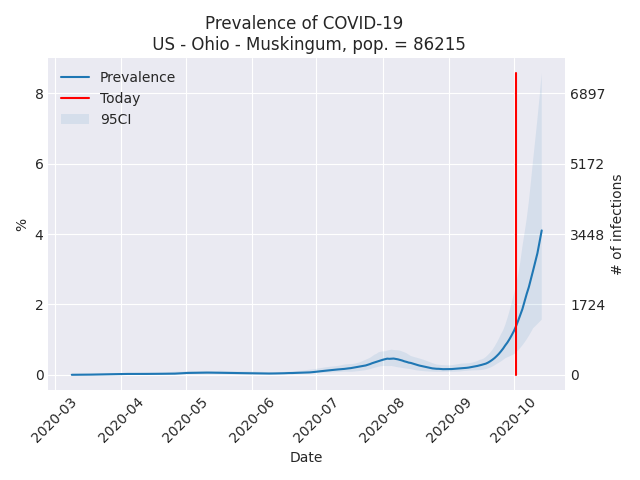 Prevalence of COVID-19
US - Ohio - Muskingum, pop. = 86215
Prevalence
Today
95CI
%
8
6
4
2
0
6897
5172
3448
1724
0
# of infections
2020-03
2020-04
2020-05
2020-06
2020-07
2020-08
2020-09
2020-10
Date